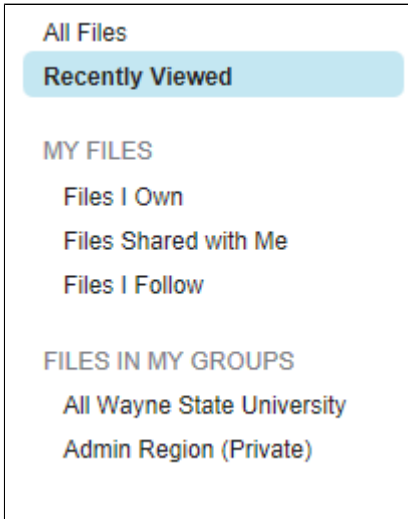 All Files
Recently Viewed
MY FILES
Files I Own
Files Shared with Me
Files I Follow
FILES IN MY GROUPS
All Wayne State University
Admin Region (Private)